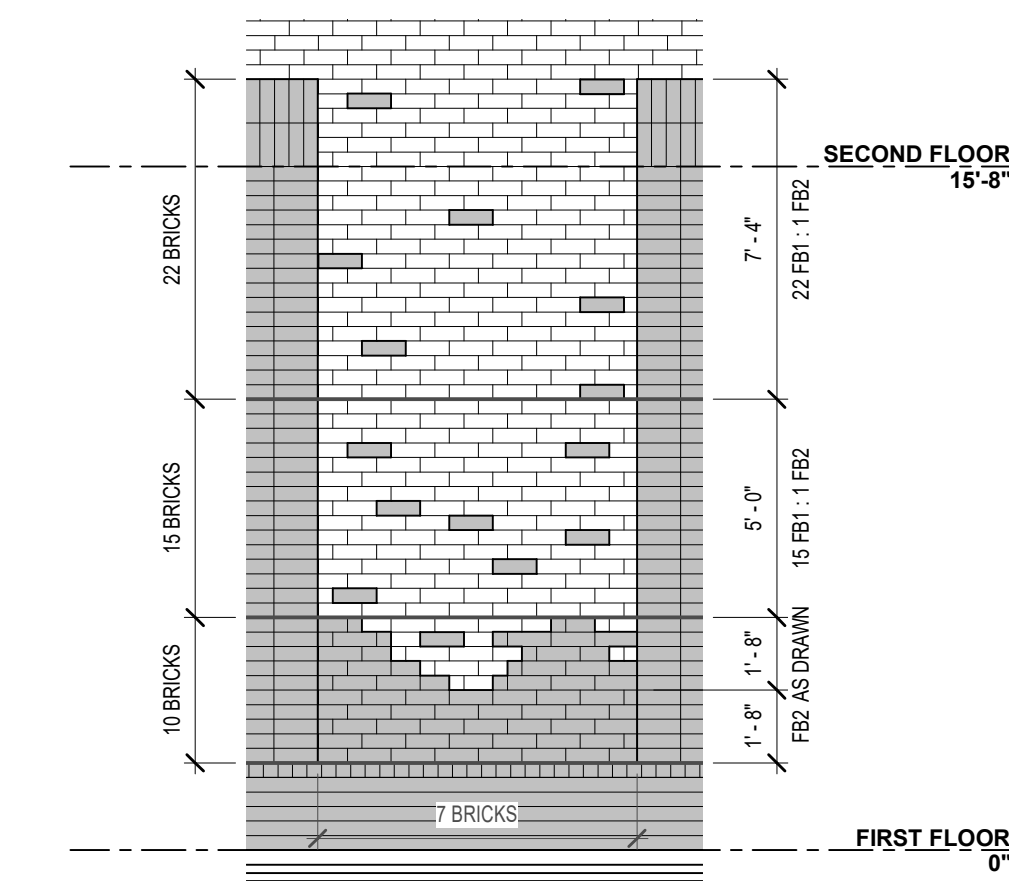 SECOND FLOOR
15'-8"
22 BRICKS
7' - 4"
22 FB1 : 1 FB2
15 BRICKS
5' - 0"
15 FB1 : 1 FB2
10 BRICKS
1' - 8"
1' - 8"
FB2 AS DRAWN
7 BRICKS
FIRST FLOOR
0"